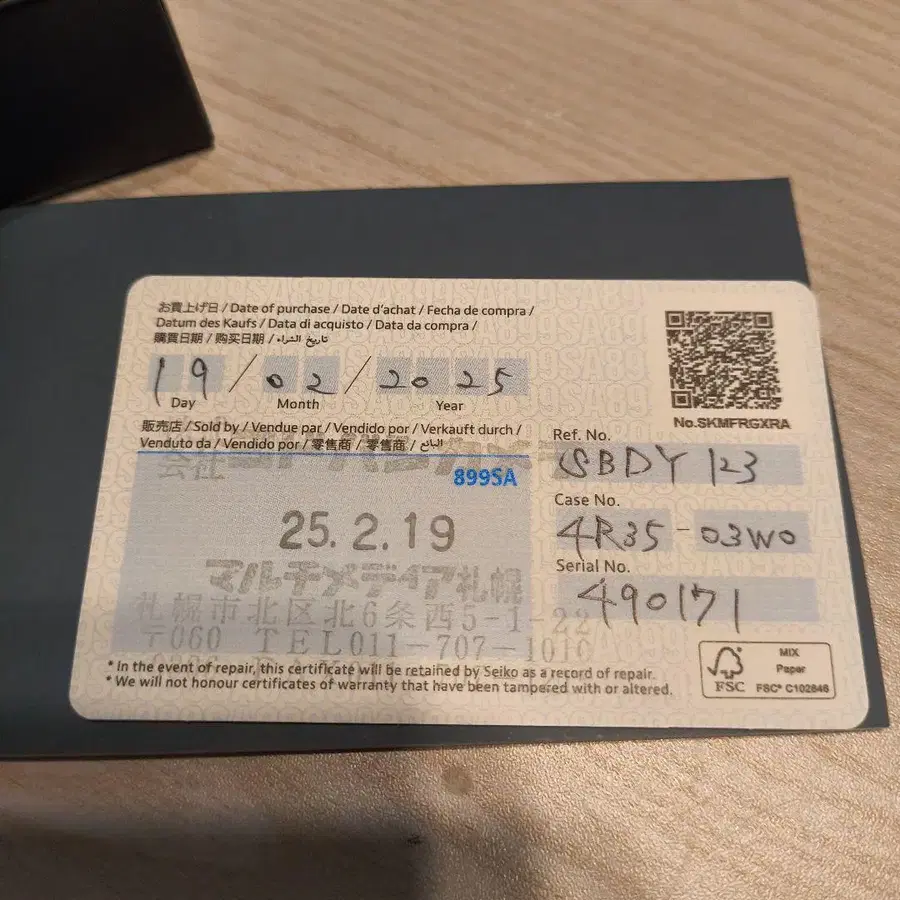 お買上げ日 / Date of purchase / Date d'achat / Fecha de compra /
Datum des Kaufs / Data di acquisto / Data da compra /
購買日期 / 购买日期 / تاريخ الشراء
19 / 02 / 2025
Day Month Year
No.SKMFRGXRA
販売店 / Sold by / Vendue par / Vendido por / Verkauft durch /
Venduto da / Vendido por / 零售商 / 零售商 / البائع
会社
899SA
25.2.19
マルチメディア札幌
札幌市北区北6条西5-1-22
〒060 TEL011-707-1016
Ref. No.
SBDY123
Case No.
4R35-03W0
Serial No.
490171
* In the event of repair, this certificate will be retained by Seiko as a record of repair.
* We will not honour certificates of warranty that have been tampered with or altered.
FSC
MIX
Paper
FSC® C102846